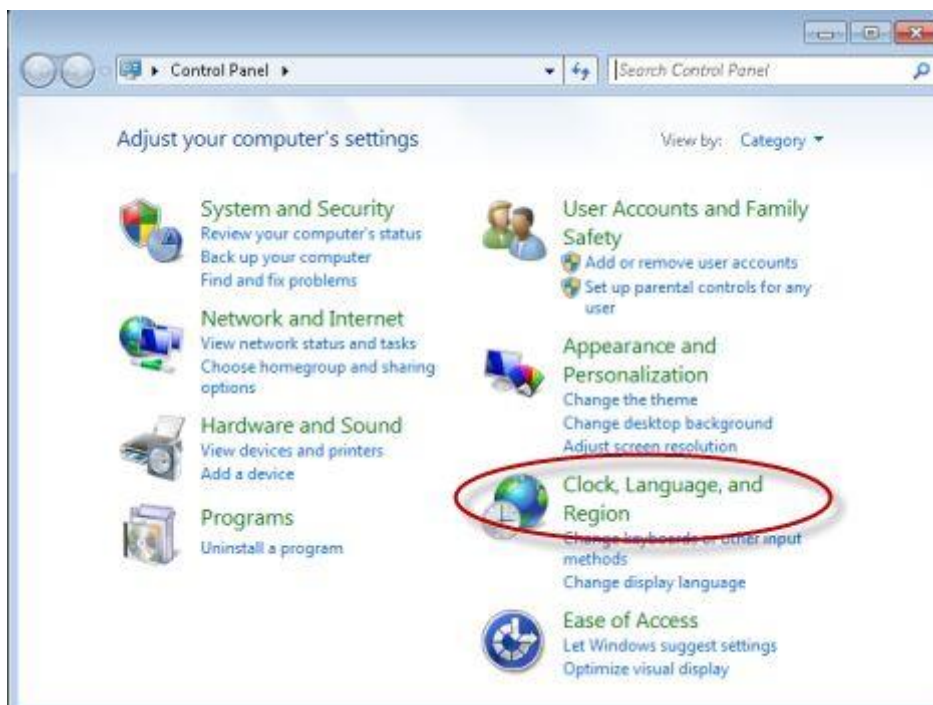 Control Panel
Search Control Panel
Adjust your computer's settings
View by: Category
System and Security
Review your computer's status
Back up your computer
Find and fix problems
Network and Internet
View network status and tasks
Choose homegroup and sharing
options
Hardware and Sound
View devices and printers
Add a device
Programs
Uninstall a program
User Accounts and Family
Safety
Add or remove user accounts
Set up parental controls for any
user
Appearance and
Personalization
Change the theme
Change desktop background
Adjust screen resolution
Clock, Language, and
Region
Change keyboards or other input
methods
Change display language
Ease of Access
Let Windows suggest settings
Optimize visual display